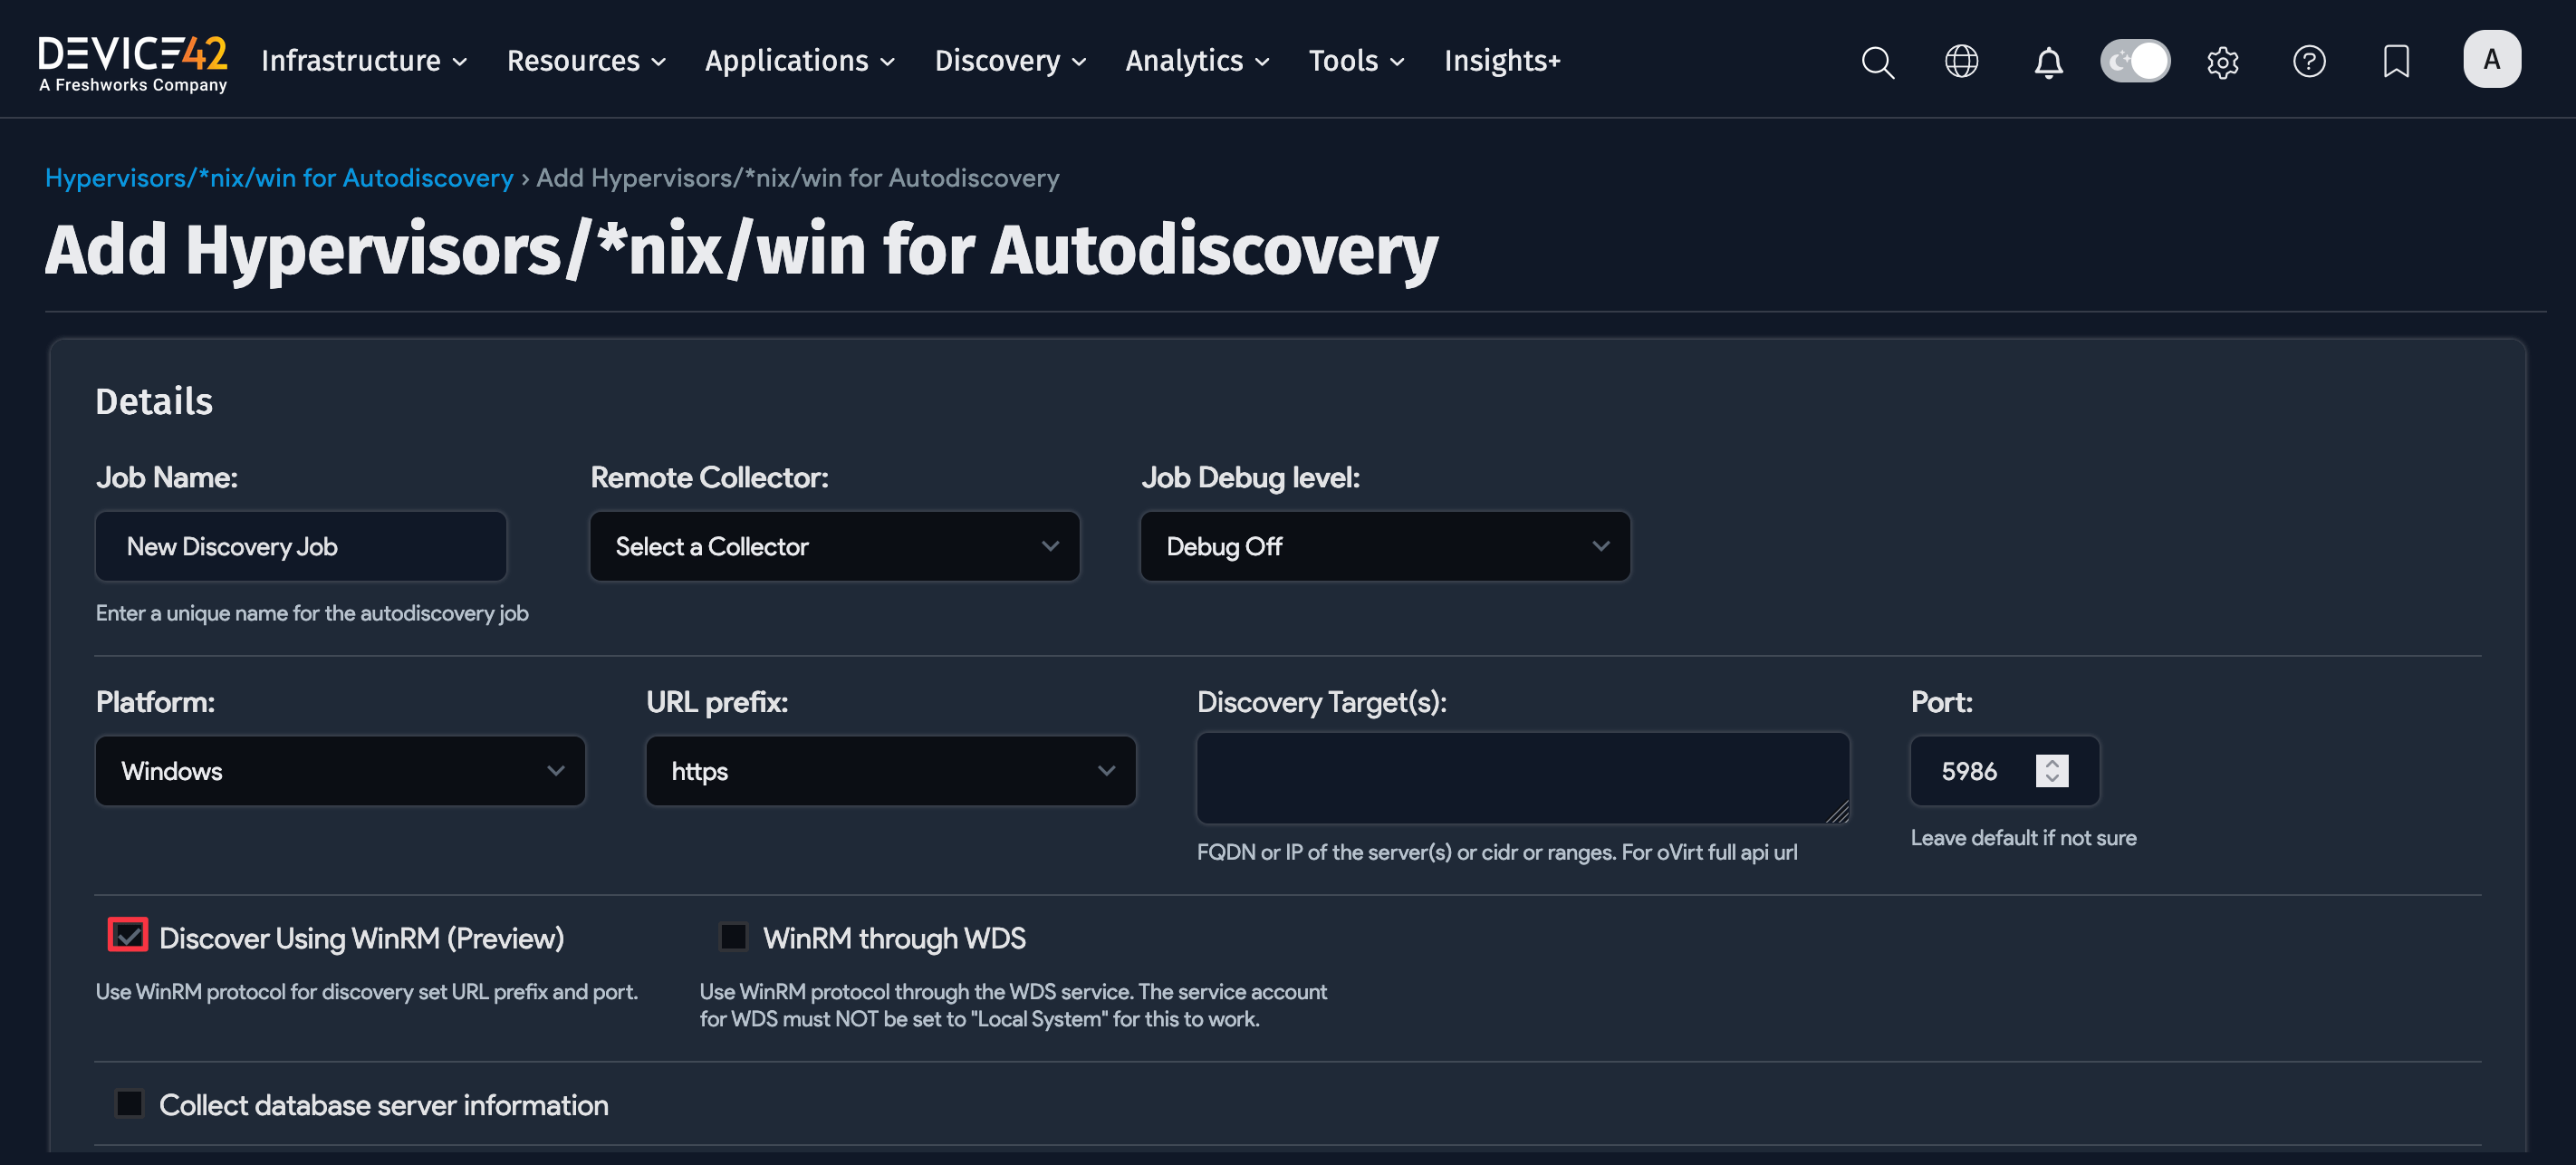 DEVICE42
A Freshworks Company
Infrastructure Resources Applications Discovery Analytics Tools Insights+
A
Hypervisors/*nix/win for Autodiscovery › Add Hypervisors/*nix/win for Autodiscovery
Add Hypervisors/*nix/win for Autodiscovery
Details
Job Name: Remote Collector: Job Debug level:
New Discovery Job Select a Collector Debug Off
Enter a unique name for the autodiscovery job
Platform: URL prefix: Discovery Target(s): Port:
Windows https 5986
Leave default if not sure
FQDN or IP of the server(s) or cidr or ranges. For oVirt full api url
Discover Using WinRM (Preview) WinRM through WDS
Use WinRM protocol for discovery set URL prefix and port. Use WinRM protocol through the WDS service. The service account
for WDS must NOT be set to "Local System" for this to work.
Collect database server information